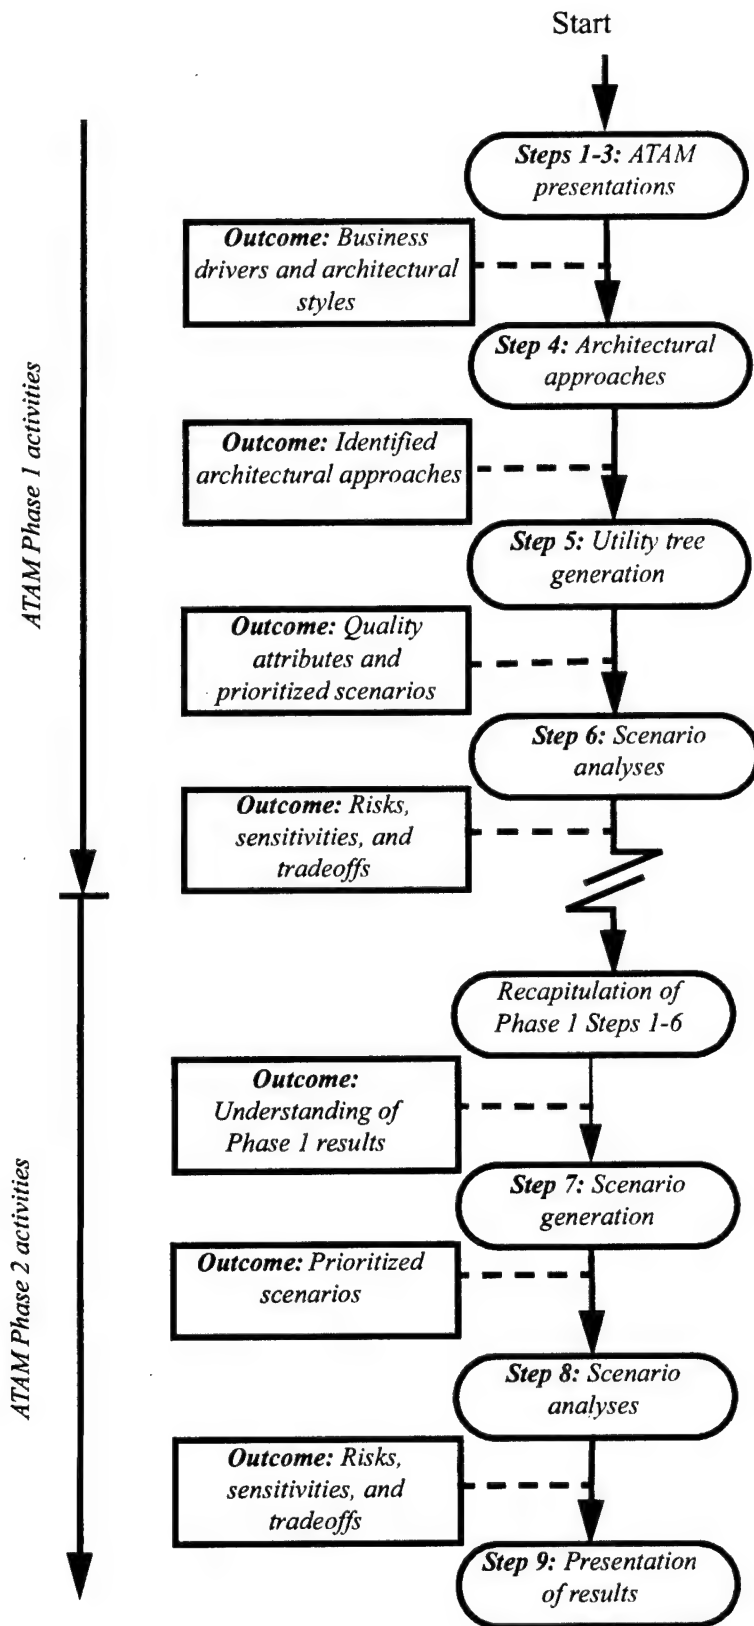 Start
Steps 1-3: ATAM
presentations
Outcome: Business
drivers and architectural
styles
Step 4: Architectural
approaches
Outcome: Identified
architectural approaches
Step 5: Utility tree
generation
Outcome: Quality
attributes and
prioritized scenarios
Step 6: Scenario
analyses
Outcome: Risks,
sensitivities, and
tradeoffs
ATAM Phase 1 activities
Recapitulation of
Phase 1 Steps 1-6
Outcome:
Understanding of
Phase 1 results
Step 7: Scenario
generation
Outcome: Prioritized
scenarios
Step 8: Scenario
analyses
Outcome: Risks,
sensitivities, and
tradeoffs
Step 9: Presentation
of results
ATAM Phase 2 activities